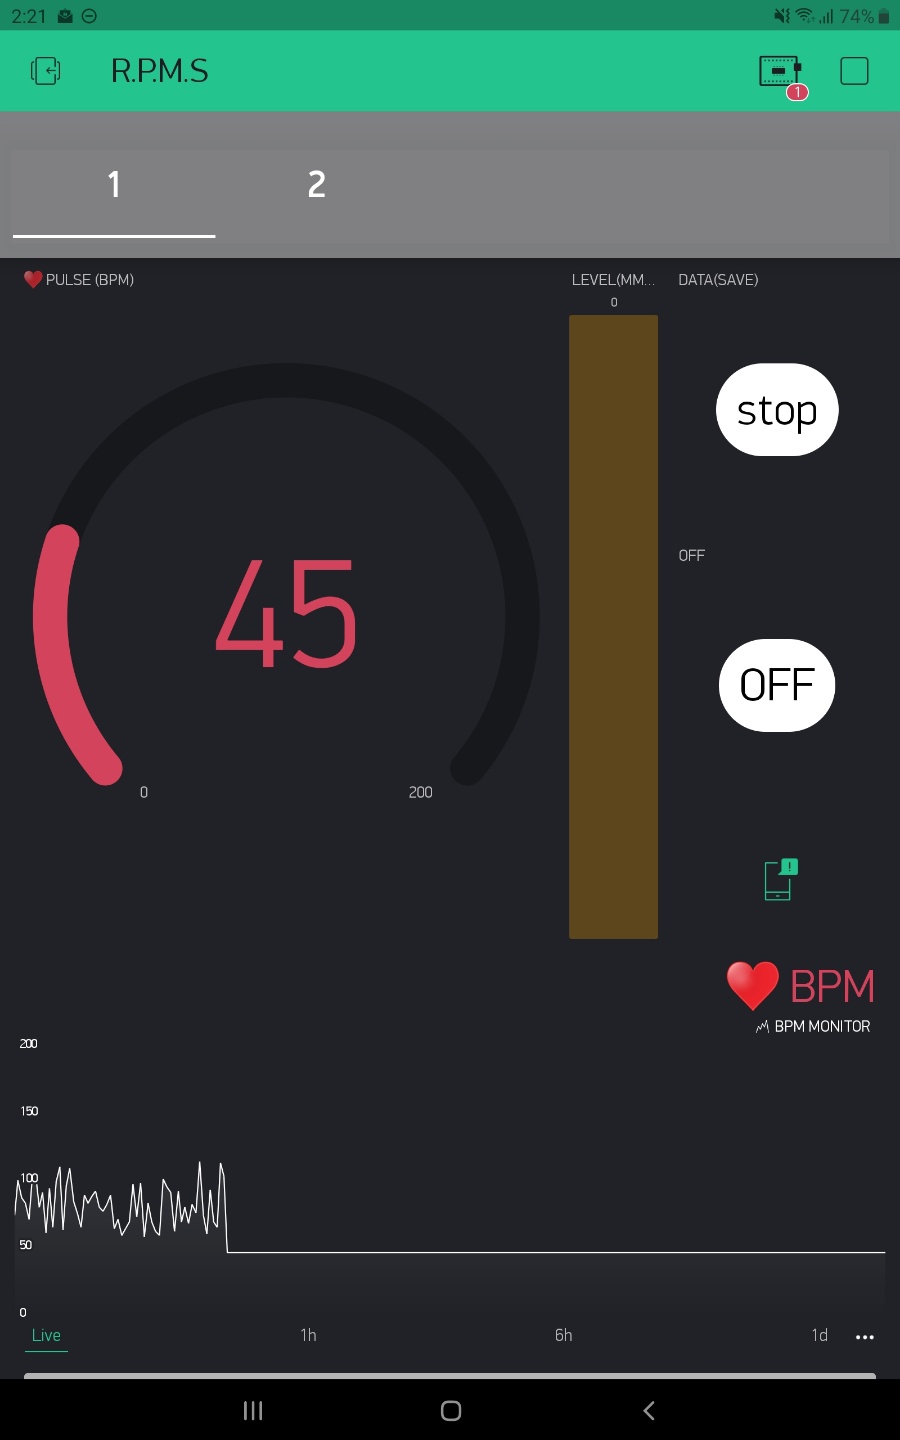 2:21
74%
R.P.M.S
1
1
2
PULSE (BPM)
LEVEL(MM...
DATA(SAVE)
0
stop
45
OFF
OFF
0
200
BPM
BPM MONITOR
200
150
100
50
0
Live
1h
6h
1d